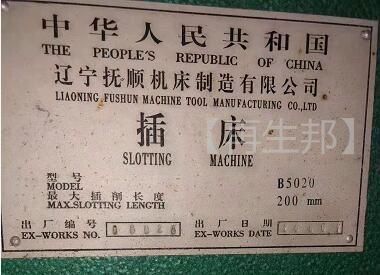 中华人民共和国
THE PEOPLE'S REPUBLIC OF CHINA
辽宁抚顺机床制造有限公司
LIAONING FUSHUN MACHINE TOOL MANUFACTURING CO.,LTD
插床
SLOTTING MACHINE
【再生邦】
型号
MODEL B5020
最大插削长度
MAX.SLOTTING LENGTH 200 mm
出厂编号 出厂日期
EX-WORKS NO. EX-WORKS DATE